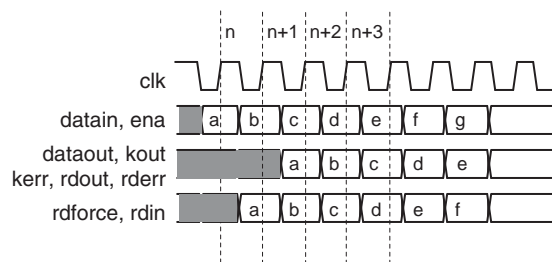 n n+1 n+2 n+3
clk
datain, ena a b c d e f g
dataout, kout
kerr, rdout, rderr a b c d e
rdforce, rdin a b c d e f